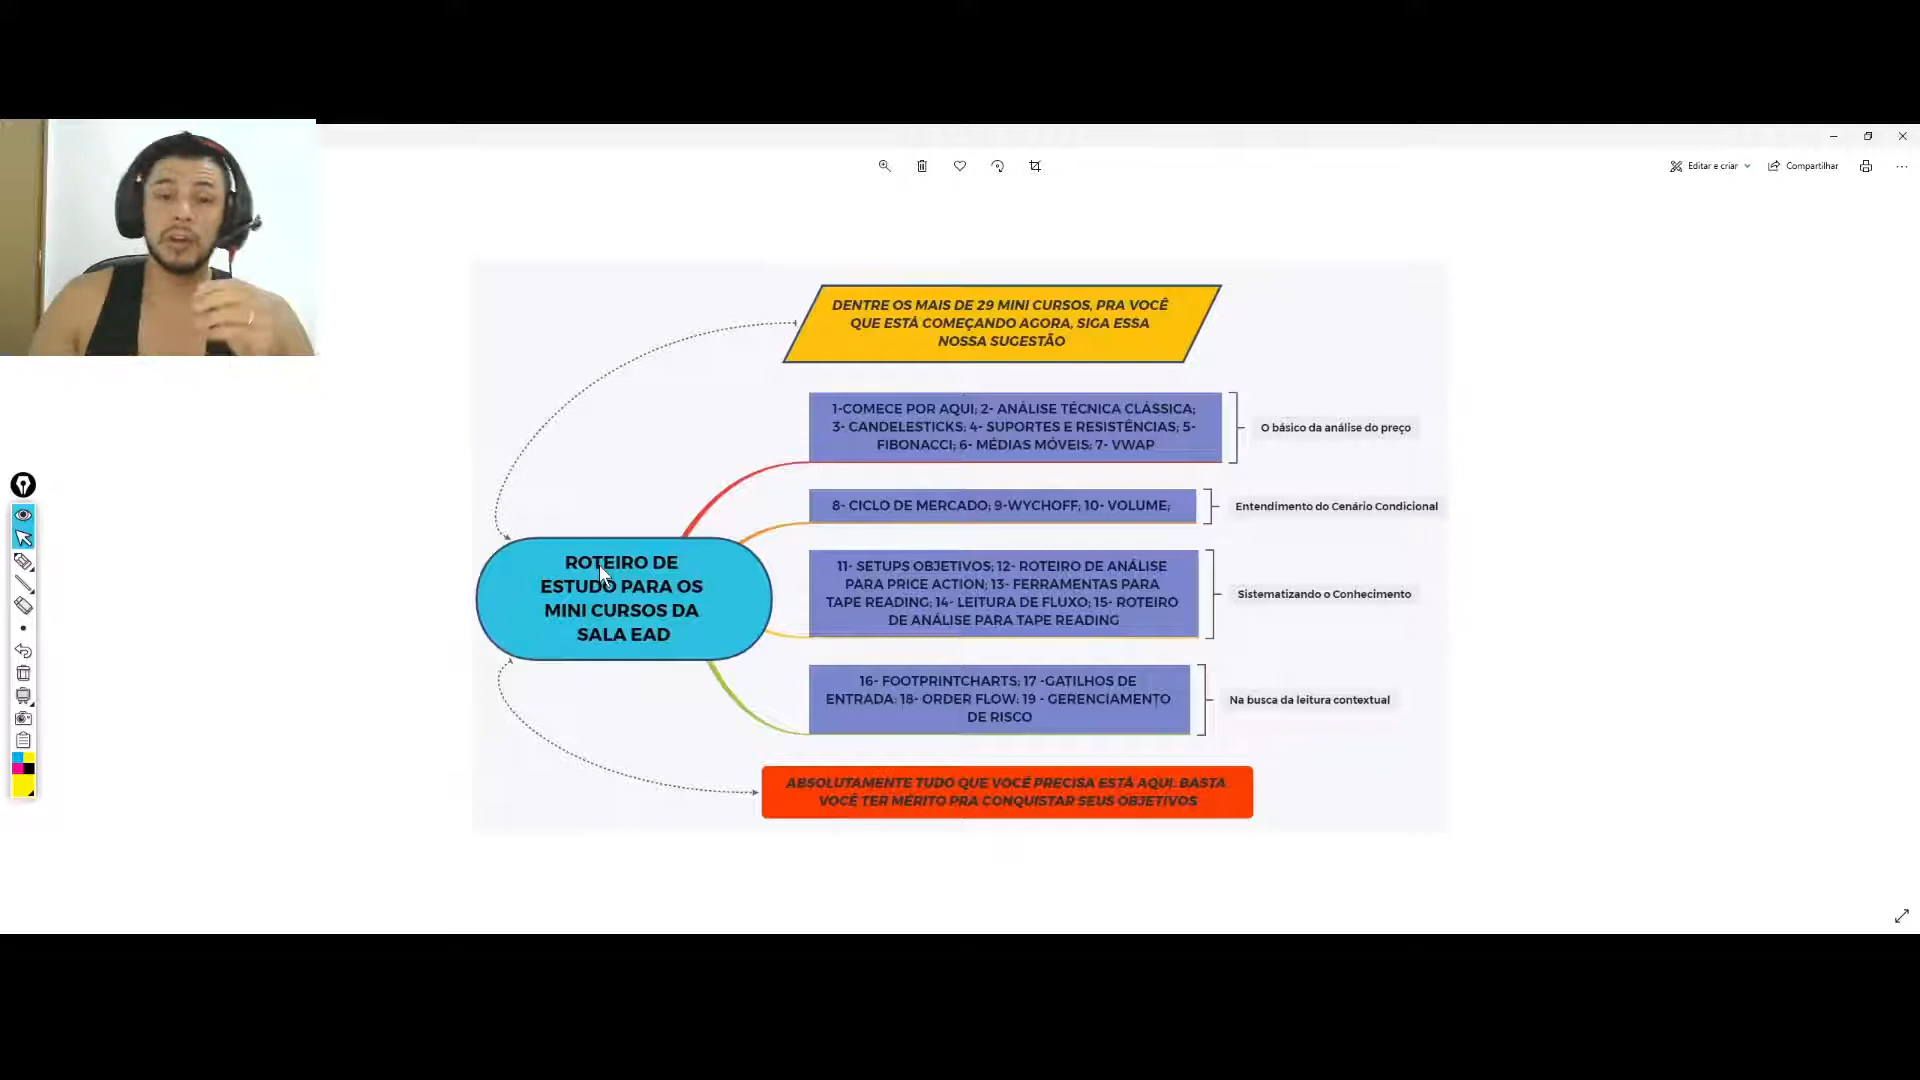 Editar e criar
Compartilhar
DENTRE OS MAIS DE 29 MINI CURSOS, PRA VOCÊ
QUE ESTÁ COMEÇANDO AGORA, SIGA ESSA
NOSSA SUGESTÃO
1-COMECE POR AQUI; 2- ANÁLISE TÉCNICA CLÁSSICA;
3- CANDELESTICKS; 4- SUPORTES E RESISTÊNCIAS; 5-
FIBONACCI; 6- MÉDIAS MÓVEIS; 7- VWAP
O básico da análise do preço
8- CICLO DE MERCADO; 9-WYCHOFF; 10- VOLUME;
Entendimento do Cenário Condicional
ROTEIRO DE
ESTUDO PARA OS
MINI CURSOS DA
SALA EAD
11- SETUPS OBJETIVOS; 12- ROTEIRO DE ANÁLISE
PARA PRICE ACTION; 13- FERRAMENTAS PARA
TAPE READING; 14- LEITURA DE FLUXO; 15- ROTEIRO
DE ANÁLISE PARA TAPE READING
Sistematizando o Conhecimento
16- FOOTPRINTCHARTS; 17 -GATILHOS DE
ENTRADA; 18- ORDER FLOW; 19 - GERENCIAMENTO
DE RISCO
Na busca da leitura contextual
ABSOLUTAMENTE TUDO QUE VOCÊ PRECISA ESTÁ AQUI. BASTA
VOCÊ TER MÉRITO PRA CONQUISTAR SEUS OBJETIVOS